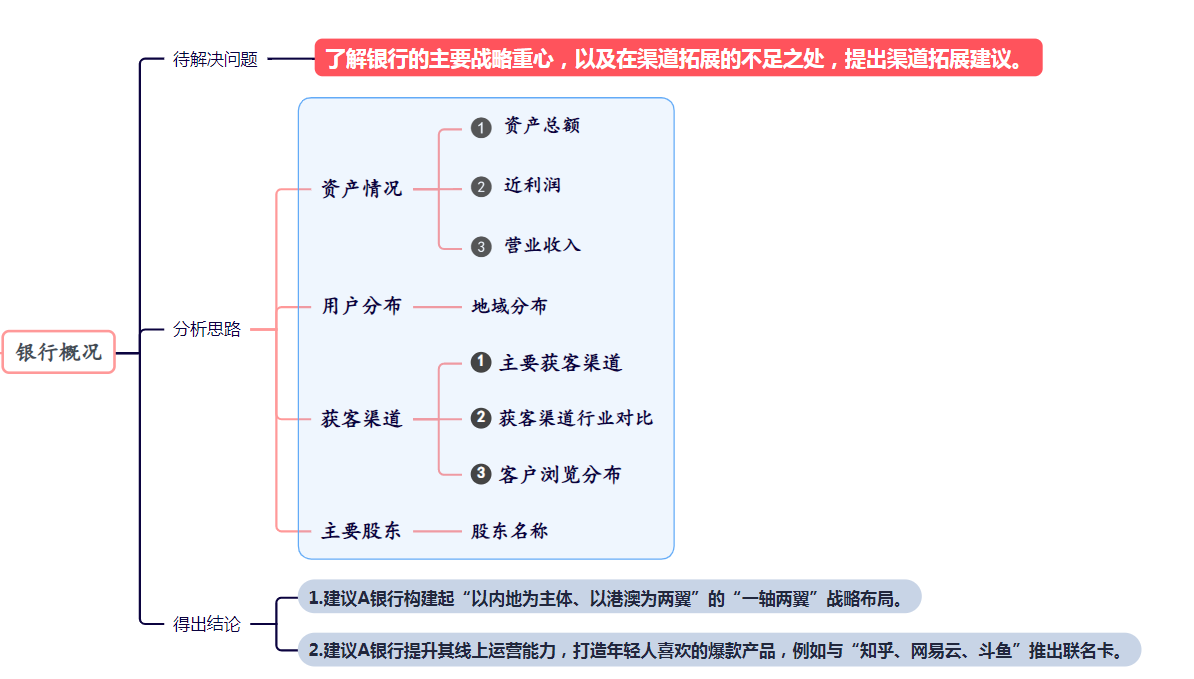 银行概况
待解决问题
了解银行的主要战略重心，以及在渠道拓展的不足之处，提出渠道拓展建议。
分析思路
资产情况
1 资产总额
2 近利润
3 营业收入
用户分布
地域分布
获客渠道
1 主要获客渠道
2 获客渠道行业对比
3 客户浏览分布
主要股东
股东名称
得出结论
1.建议A银行构建起“以内地为主体、以港澳为两翼”的“一轴两翼”战略布局。
2.建议A银行提升其线上运营能力，打造年轻人喜欢的爆款产品，例如与“知乎、网易云、斗鱼”推出联名卡。